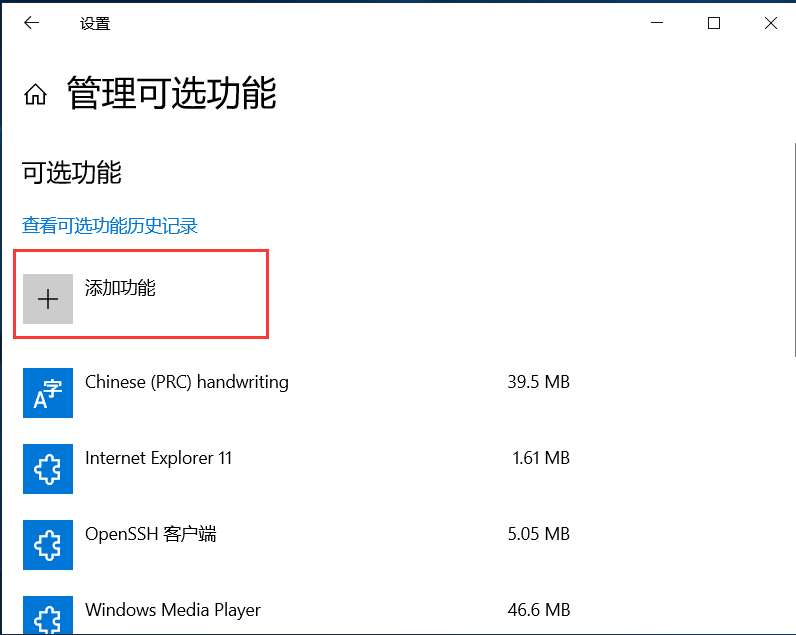 设置
管理可选功能
可选功能
查看可选功能历史记录
添加功能
Chinese (PRC) handwriting 39.5 MB
Internet Explorer 11 1.61 MB
OpenSSH 客户端 5.05 MB
Windows Media Player 46.6 MB